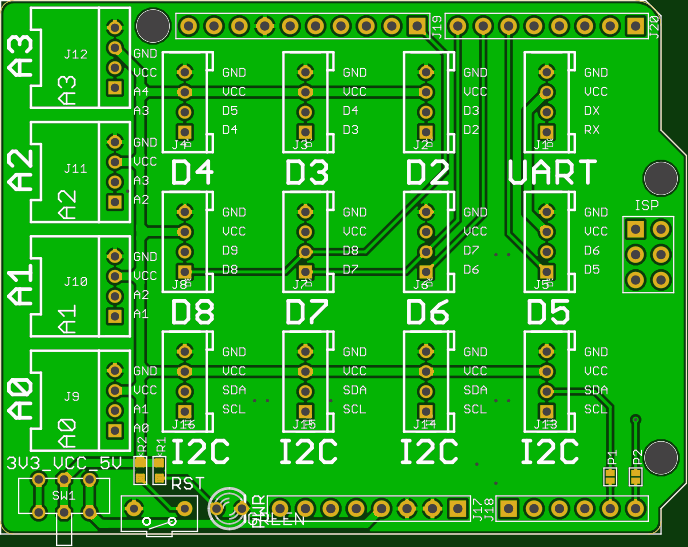 J19
J20
A3
J12
A3
GND
VCC
A4
A3
GND
VCC
D5
D4
J4
D4
GND
VCC
D4
D3
J3
D3
GND
VCC
D3
D2
J2
D2
GND
VCC
DX
RX
J1
UART
A2
J11
A2
GND
VCC
A3
A2
ISP
A1
J10
A1
GND
VCC
A2
A1
GND
VCC
D9
D8
J8
D8
GND
VCC
D8
D7
J7
D7
GND
VCC
D7
D6
J6
D6
GND
VCC
D6
D5
J5
D5
A0
J9
A0
GND
VCC
A1
A0
GND
VCC
SDA
SCL
J16
I2C
GND
VCC
SDA
SCL
J15
I2C
GND
VCC
SDA
SCL
J14
I2C
GND
VCC
SDA
SCL
J13
I2C
3V3_VCC_5V
SW1
R2
R1
RST
PWR
GREEN
J17
J18
P1
P2